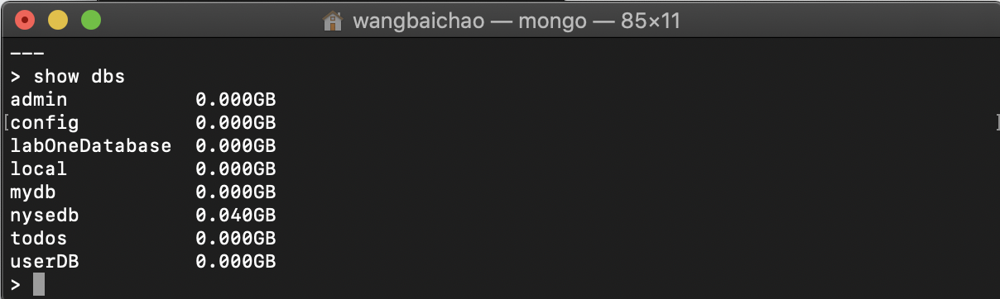 wangbaichao — mongo — 85×11
---
> show dbs
admin           0.000GB
config          0.000GB
labOneDatabase  0.000GB
local           0.000GB
mydb            0.000GB
nysedb          0.040GB
todos           0.000GB
userDB          0.000GB
>